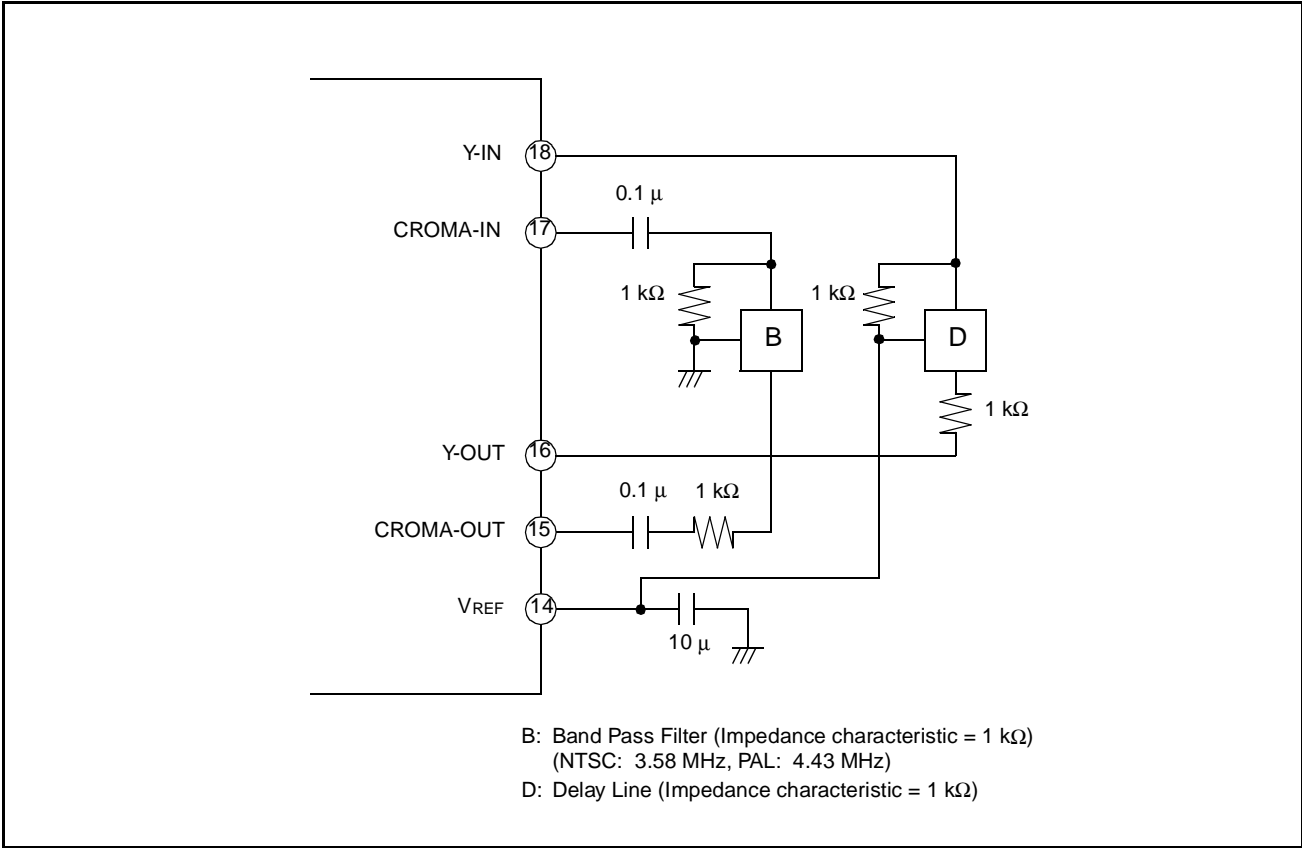 Y-IN 18
0.1 μ
CROMA-IN 17
1 kΩ
1 kΩ
B
D
1 kΩ
Y-OUT 16
0.1 μ 1 kΩ
CROMA-OUT 15
VREF 14
10 μ
B: Band Pass Filter (Impedance characteristic = 1 kΩ)
(NTSC: 3.58 MHz, PAL: 4.43 MHz)
D: Delay Line (Impedance characteristic = 1 kΩ)